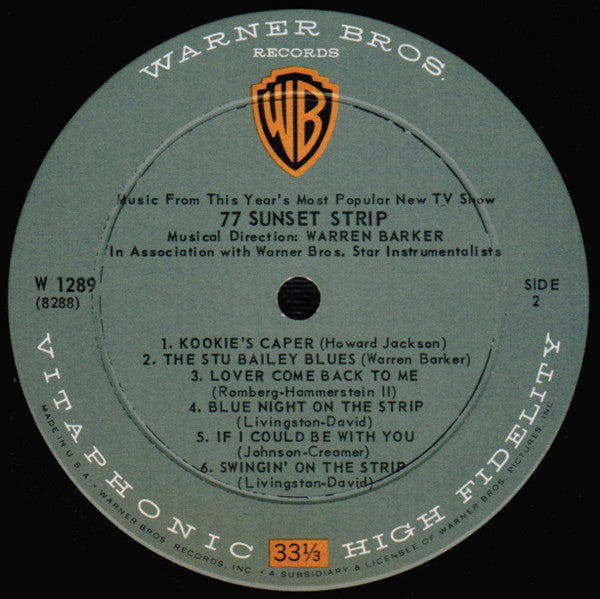 WARNER BROS.
RECORDS
WB
Music From This Year's Most Popular New TV Show
77 SUNSET STRIP
Musical Direction: WARREN BARKER
In Association with Warner Bros. Star Instrumentalists
W 1289
(8288)
SIDE
2
1. KOOKIE'S CAPER (Howard Jackson)
2. THE STU BAILEY BLUES (Warren Barker)
3. LOVER COME BACK TO ME
(Romberg-Hammerstein II)
4. BLUE NIGHT ON THE STRIP
(Livingston-David)
5. IF I COULD BE WITH YOU
(Johnson-Creamer)
6. SWINGIN' ON THE STRIP
(Livingston-David)
VITAPHONIC HIGH FIDELITY
33⅓
MADE IN U.S.A. • WARNER BROS. RECORDS, INC. • A SUBSIDIARY & LICENSEE OF WARNER BROS. PICTURES, INC.